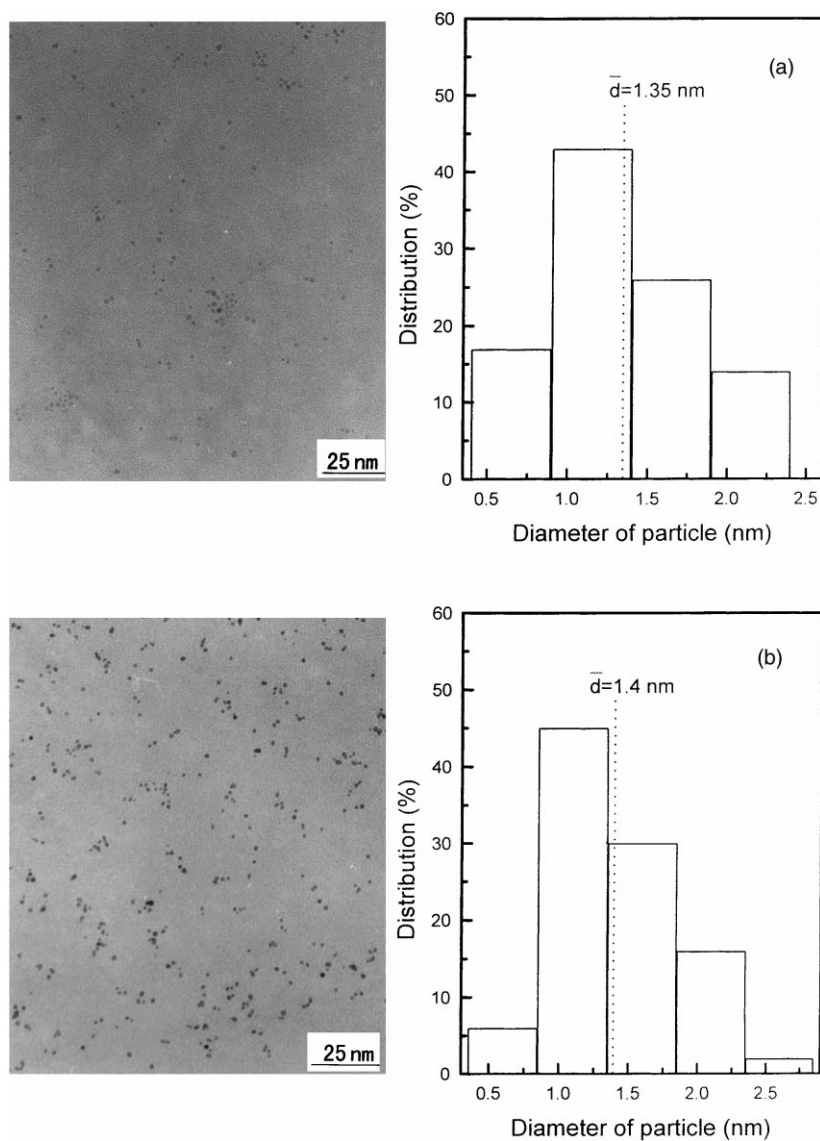 60
50
40
30
20
10
0
Distribution (%)
(a)
d̅=1.35 nm
0.5 1.0 1.5 2.0 2.5
Diameter of particle (nm)
25 nm
60
50
40
30
20
10
0
Distribution (%)
(b)
d̅=1.4 nm
0.5 1.0 1.5 2.0 2.5
Diameter of particle (nm)
25 nm